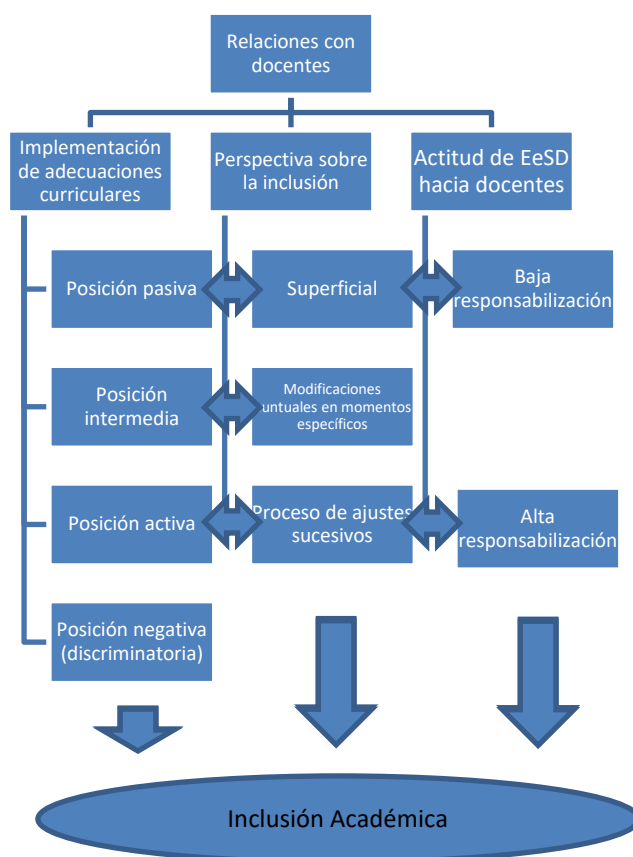 Relaciones con
docentes
Implementación
de adecuaciones
curriculares
Perspectiva sobre
la inclusión
Actitud de EeSD
hacia docentes
Posición pasiva
Superficial
Baja
responsabilización
Posición
intermedia
Modificaciones
untuales en momentos
específicos
Posición activa
Proceso de ajustes
sucesivos
Alta
responsabilización
Posición negativa
(discriminatoria)
Inclusión Académica